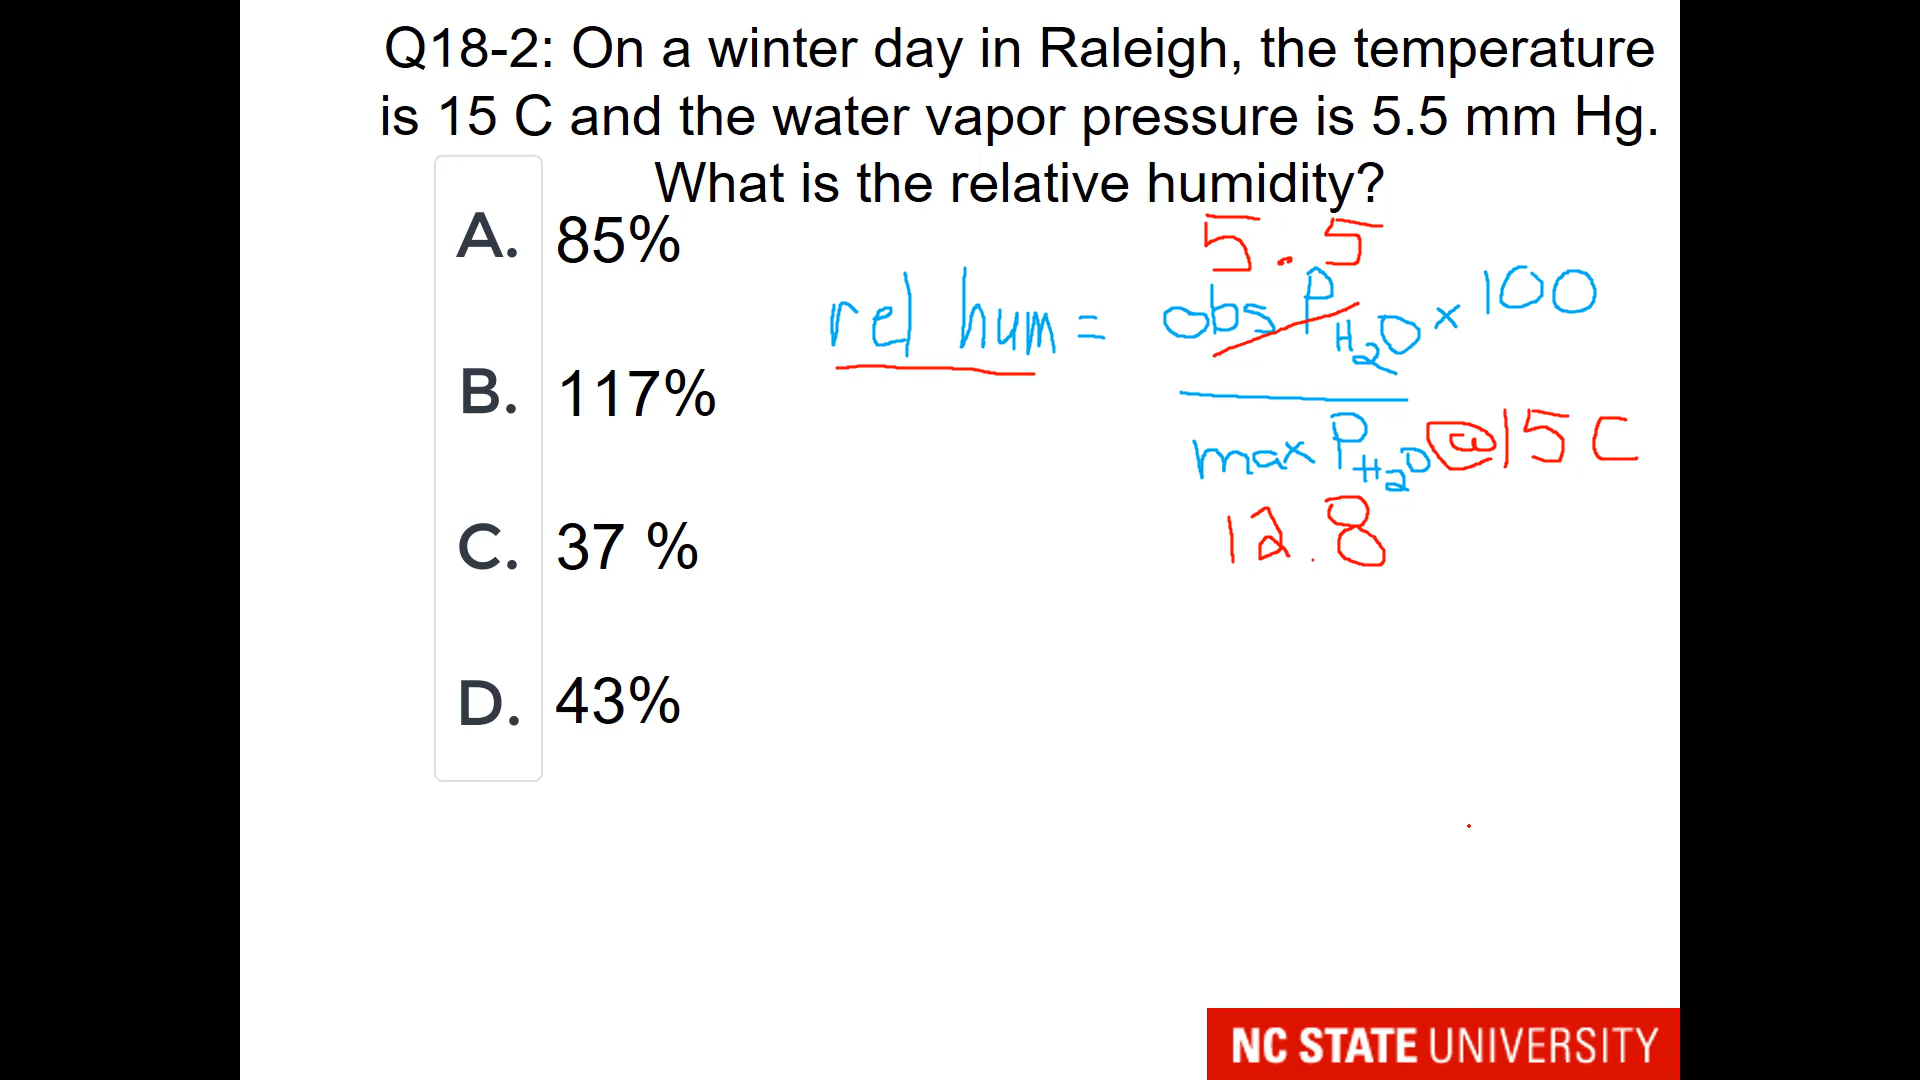 Q18-2: On a winter day in Raleigh, the temperature
is 15 C and the water vapor pressure is 5.5 mm Hg.
What is the relative humidity?
A. 85%
B. 117%
C. 37 %
D. 43%
5.5
rel hum = obs P H₂O × 100
max P H₂O @ 15 C
12.8
NC STATE UNIVERSITY